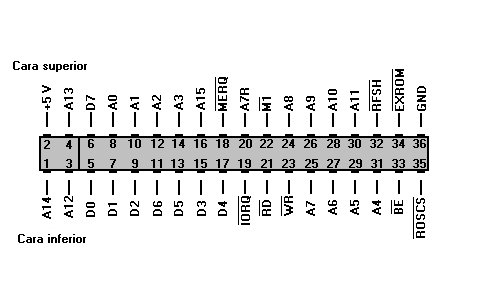 Cara superior
+5 V A13 D7 A0 A1 A2 A3 A15 MERQ A7R M1 A8 A9 A10 A11 RFSH EXROM GND
2 4 6 8 10 12 14 16 18 20 22 24 26 28 30 32 34 36
1 3 5 7 9 11 13 15 17 19 21 23 25 27 29 31 33 35
A14 A12 D0 D1 D2 D6 D5 D3 D4 IORQ RD WR A7 A6 A5 A4 BE ROSCS
Cara inferior